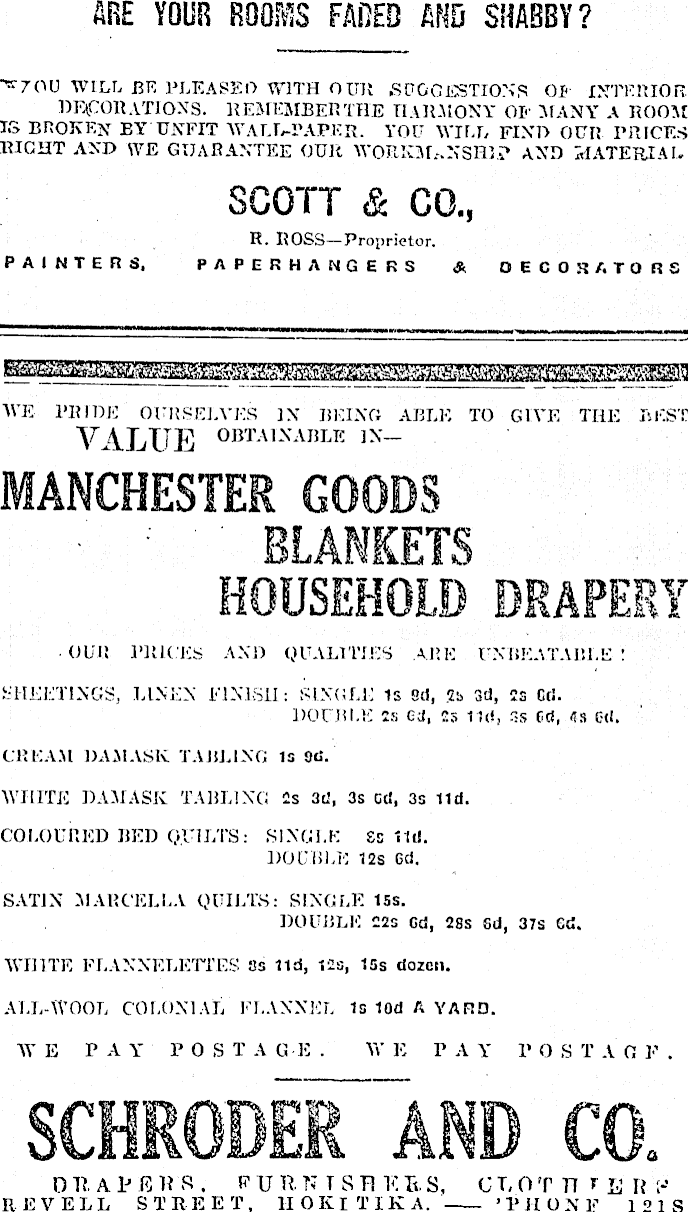 ARE YOUR ROOMS FADED AND SHABBY?
YOU WILL BE PLEASED WITH OUR SUGGESTIONS OF INTERIOR
DECORATIONS. REMEMBER THE HARMONY OF MANY A ROOM
IS BROKEN BY UNFIT WALL-PAPER. YOU WILL FIND OUR PRICES
RIGHT AND WE GUARANTEE OUR WORKMANSHIP AND MATERIAL.
SCOTT & CO.,
R. ROSS—Proprietor.
PAINTERS, PAPERHANGERS & DECORATORS
WE PRIDE OURSELVES IN BEING ABLE TO GIVE THE BEST
VALUE OBTAINABLE IN—
MANCHESTER GOODS
BLANKETS
HOUSEHOLD DRAPERY
OUR PRICES AND QUALITIES ARE UNBEATABLE!
SHEETINGS, LINEN FINISH: SINGLE 1s 9d, 2s 3d, 2s 6d.
DOUBLE 2s 6d, 2s 11d, 3s 6d, 4s 6d.
CREAM DAMASK TABLING 1s 9d.
WHITE DAMASK TABLING 2s 3d, 3s 6d, 3s 11d.
COLOURED BED QUILTS: SINGLE 8s 11d.
DOUBLE 12s 6d.
SATIN MARCELLA QUILTS: SINGLE 15s.
DOUBLE 22s 6d, 28s 6d, 37s 6d.
WHITE FLANNELETTES 8s 11d, 12s, 15s dozen.
ALL-WOOL COLONIAL FLANNEL 1s 10d A YARD.
WE PAY POSTAGE. WE PAY POSTAGE.
SCHRODER AND CO.
DRAPERS, FURNISHERS, CLOTHIERS
REVELL STREET, HOKITIKA. — 'PHONE 121S